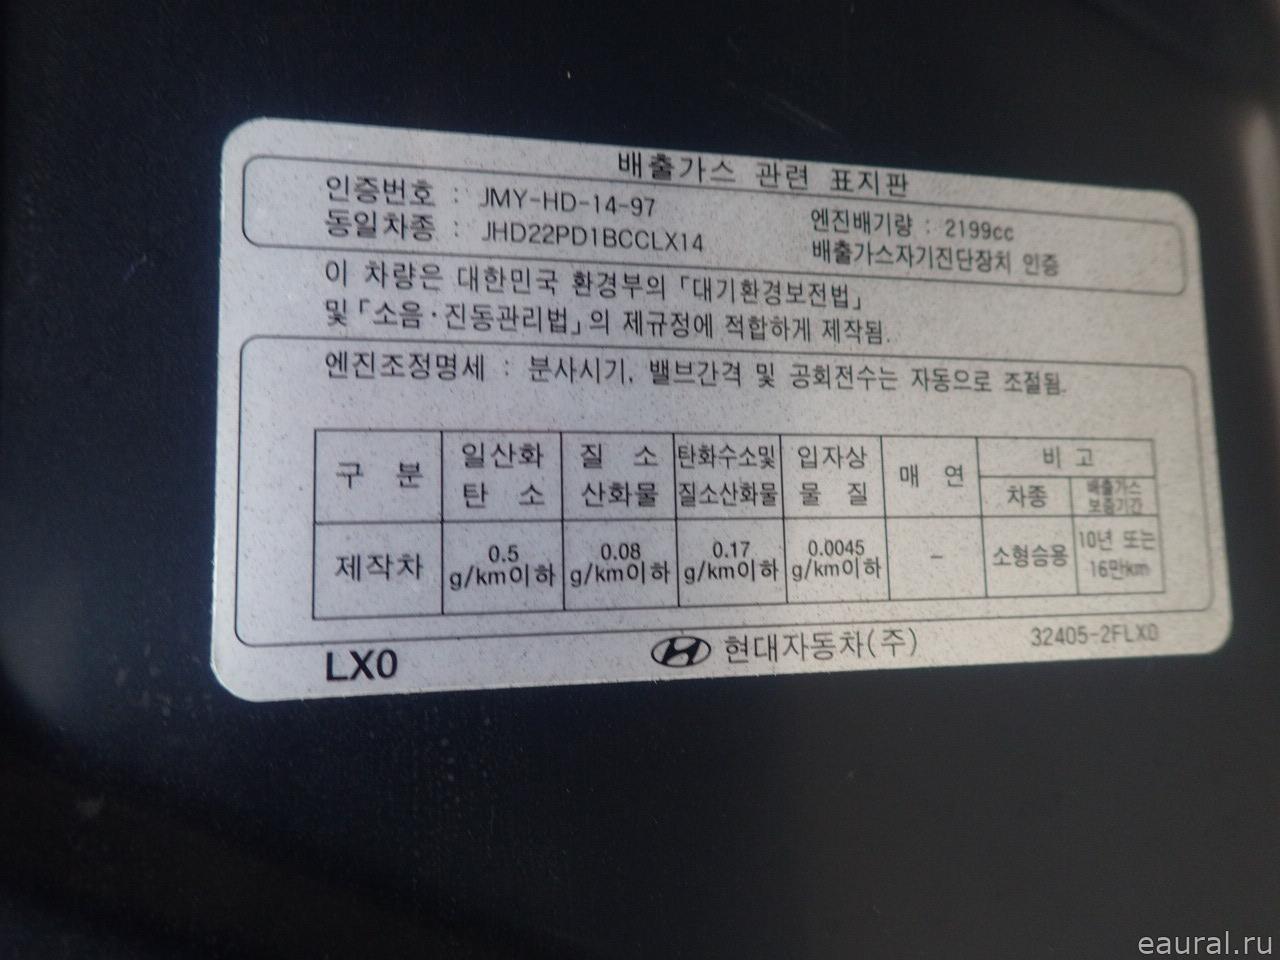 배출가스 관련 표지판
인증번호 : JMY-HD-14-97
엔진배기량 : 2199cc
동일차종 : JHD22PD1BCCLX14
배출가스자기진단장치 인증
이 차량은 대한민국 환경부의 「대기환경보전법」
및 「소음·진동관리법」의 제규정에 적합하게 제작됨.
엔진조정명세 : 분사시기, 밸브간격 및 공회전수는 자동으로 조절됨.
구 분
일산화
탄 소
질 소
산화물
탄화수소및
질소산화물
입자상
물 질
매 연
비 고
차종
배출가스
보증기간
제작차
0.5
g/km이하
0.08
g/km이하
0.17
g/km이하
0.0045
g/km이하
–
소형승용
10년 또는
16만km
LX0
현대자동차(주)
32405-2FLX0
eaural.ru